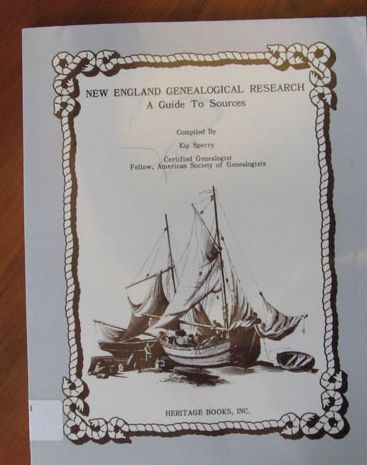 NEW ENGLAND GENEALOGICAL RESEARCH
A Guide To Sources
Compiled By
Kip Sperry
Certified Genealogist
Fellow, American Society of Genealogists
HERITAGE BOOKS, INC.